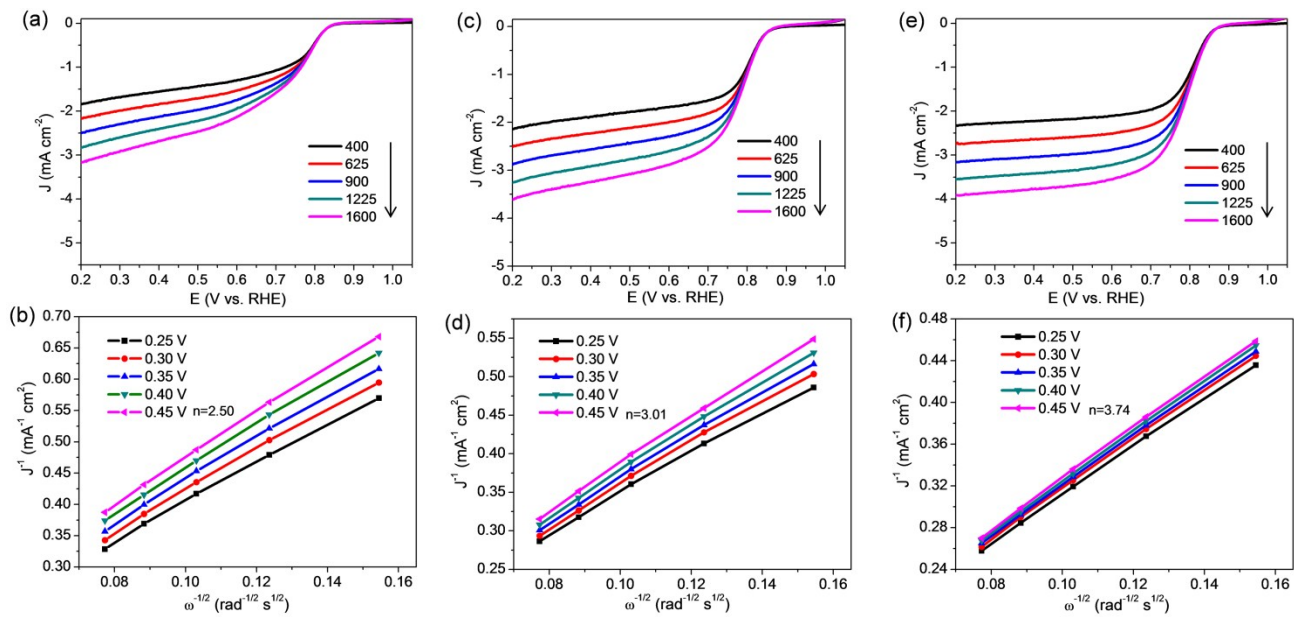 (a)
0
-1
-2
-3
-4
-5
J (mA cm⁻²)
400
625
900
1225
1600
0.2 0.3 0.4 0.5 0.6 0.7 0.8 0.9 1.0
E (V vs. RHE)
(c)
0
-1
-2
-3
-4
-5
J (mA cm⁻²)
400
625
900
1225
1600
0.2 0.3 0.4 0.5 0.6 0.7 0.8 0.9 1.0
E (V vs. RHE)
(e)
0
-1
-2
-3
-4
-5
J (mA cm⁻²)
400
625
900
1225
1600
0.2 0.3 0.4 0.5 0.6 0.7 0.8 0.9 1.0
E (V vs. RHE)
(b)
0.70
0.65
0.60
0.55
0.50
0.45
0.40
0.35
0.30
J⁻¹ (mA⁻¹ cm²)
0.25 V
0.30 V
0.35 V
0.40 V
0.45 V n=2.50
0.08 0.10 0.12 0.14 0.16
ω⁻¹/² (rad⁻¹/² s¹/²)
(d)
0.55
0.50
0.45
0.40
0.35
0.30
0.25
J⁻¹ (mA⁻¹ cm²)
0.25 V
0.30 V
0.35 V
0.40 V
0.45 V n=3.01
0.08 0.10 0.12 0.14 0.16
ω⁻¹/² (rad⁻¹/² s¹/²)
(f)
0.48
0.44
0.40
0.36
0.32
0.28
0.24
J⁻¹ (mA⁻¹ cm²)
0.25 V
0.30 V
0.35 V
0.40 V
0.45 V n=3.74
0.08 0.10 0.12 0.14 0.16
ω⁻¹/² (rad⁻¹/² s¹/²)